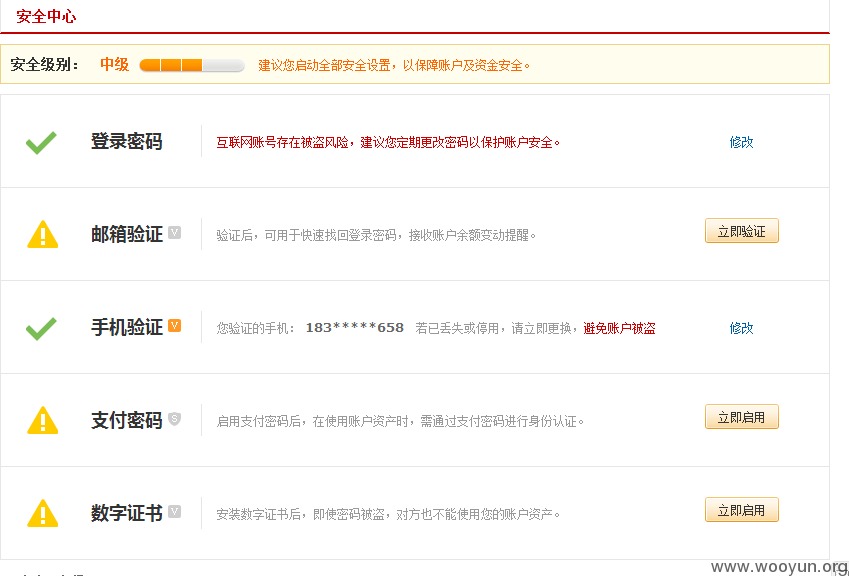 安全中心
安全级别： 中级 建议您启动全部安全设置，以保障账户及资金安全。
登录密码 互联网账号存在被盗风险，建议您定期更改密码以保护账户安全。 修改
邮箱验证 V 验证后，可用于快速找回登录密码，接收账户余额变动提醒。 立即验证
手机验证 V 您验证的手机： 183*****658 若已丢失或停用，请立即更换，避免账户被盗 修改
支付密码 S 启用支付密码后，在使用账户资产时，需通过支付密码进行身份认证。 立即启用
数字证书 V 安装数字证书后，即使密码被盗，对方也不能使用您的账户资产。 立即启用
www.wooyun.org